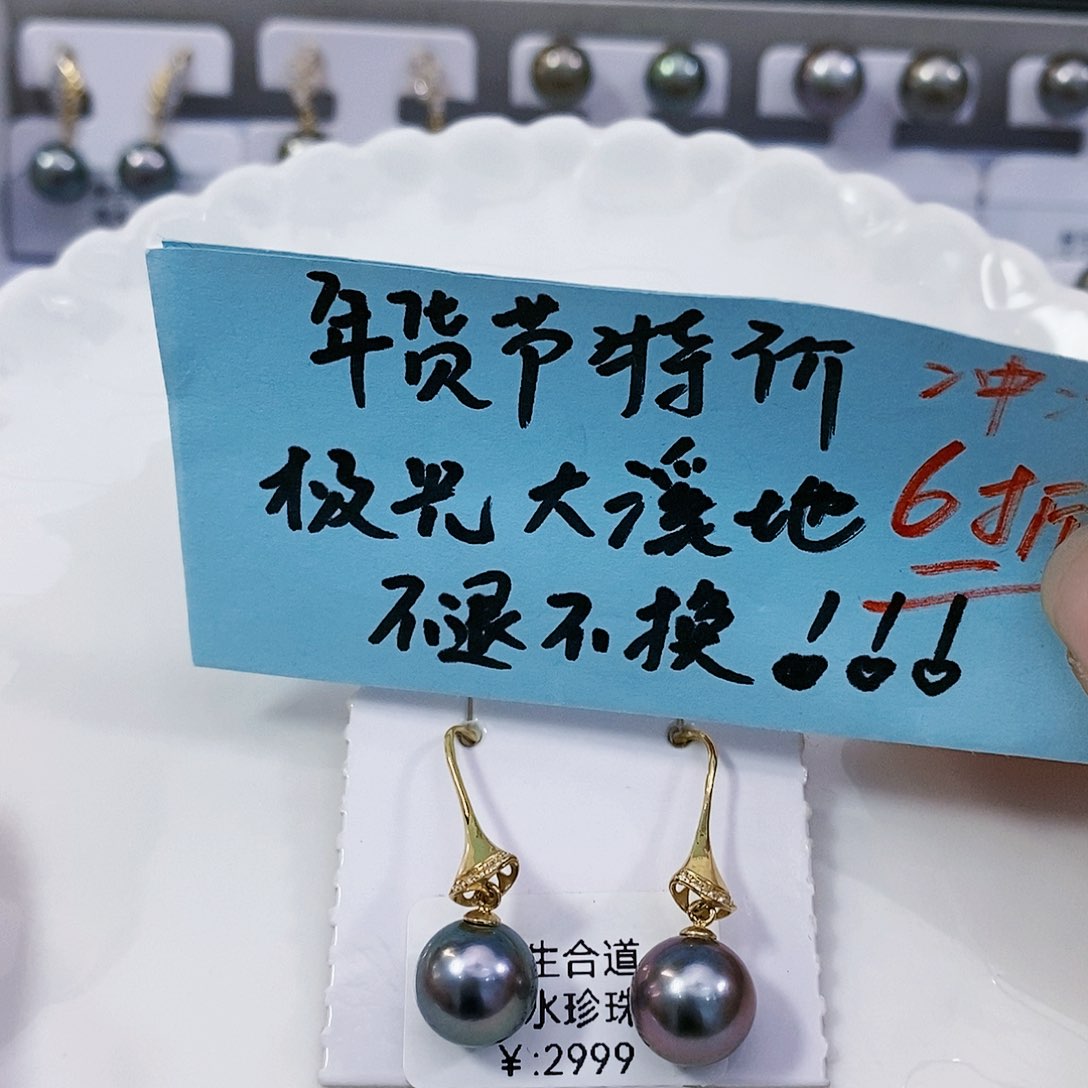 年货节特价
冲
极光大溪地
6折
不退不换!!!
生合道
水珍珠
¥:2999